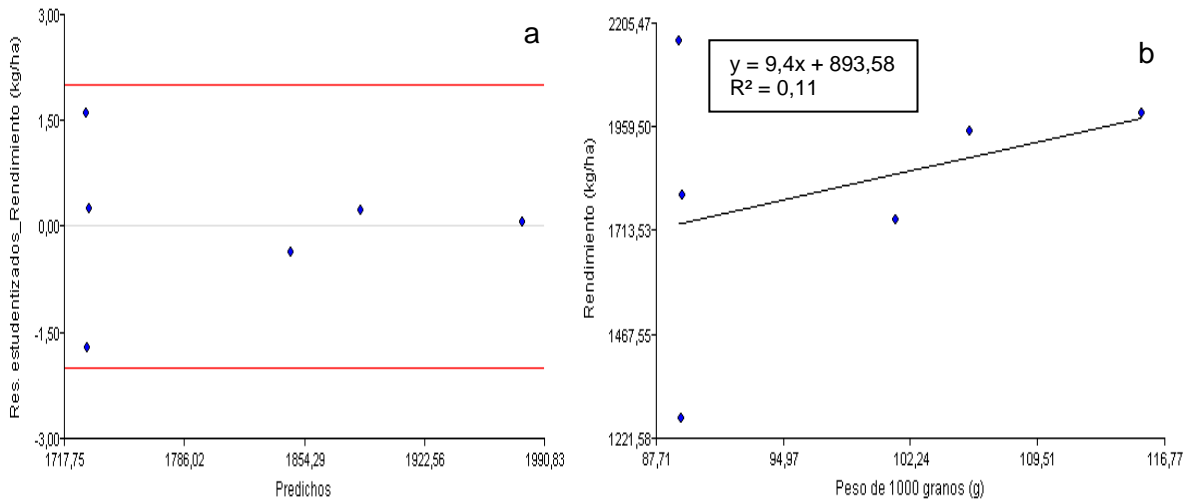 a
3,00
1,50
0,00
-1,50
-3,00
Res. estudentizados_Rendimiento (kg/ha)
1717,75
1786,02
1854,29
1922,56
1990,83
Predichos
b
y = 9,4x + 893,58
R² = 0,11
2205,47
1959,50
1713,53
1467,55
1221,58
Rendimiento (kg/ha)
87,71
94,97
102,24
109,51
116,77
Peso de 1000 granos (g)